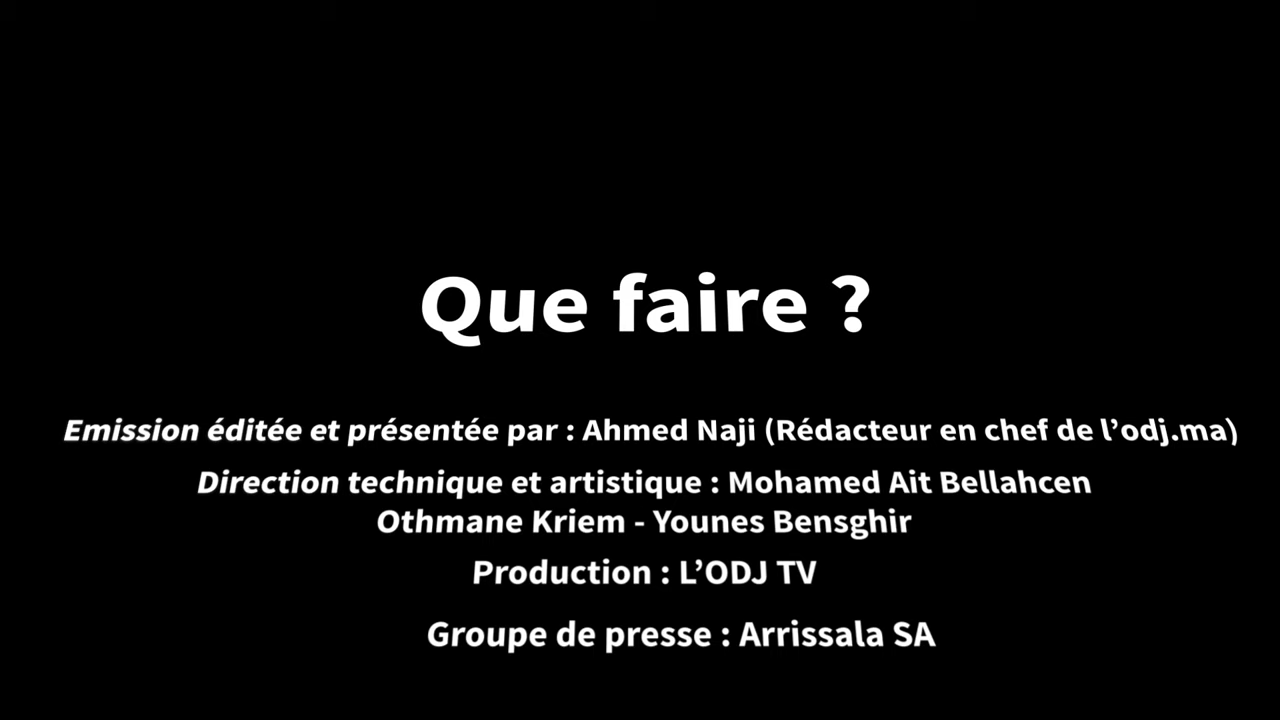 Que faire ?
Emission éditée et présentée par : Ahmed Naji (Rédacteur en chef de l’odj.ma)
Direction technique et artistique : Mohamed Ait Bellahcen
Othmane Kriem - Younes Bensghir
Production : L’ODJ TV
Groupe de presse : Arrissala SA